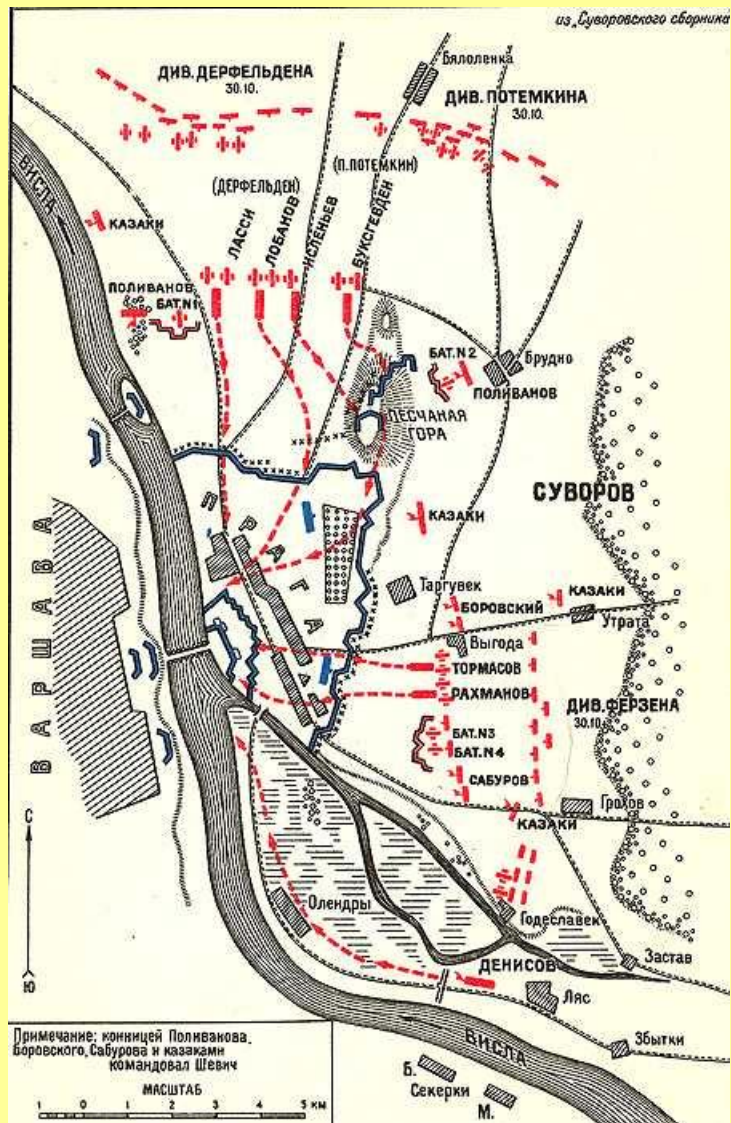 из „Суворовского сборника"
Бялоленка
ДИВ. ДЕРФЕЛЬДЕНА
30.10.
ДИВ. ПОТЕМКИНА
30.10.
ВИСЛА
(ДЕРФЕЛЬДЕН)
(П. ПОТЕМКИН)
КАЗАКИ
ЛАССИ
ЛОБАНОВ
ИСЛЕНЬЕВ
БУКСГЕВДЕН
ПОЛИВАНОВ
БАТ. N1
БАТ. N2
Брудно
ПОЛИВАНОВ
ПЕСЧАНАЯ
ГОРА
СУВОРОВ
КАЗАКИ
ПРАГА
ВАРШАВА
Таргувек
БОРОВСКИЙ
КАЗАКИ
Утрата
Выгода
ТОРМАСОВ
РАХМАНОВ
ДИВ. ФЕРЗЕНА
30.10.
БАТ. N3
БАТ. N4
САБУРОВ
Грохов
КАЗАКИ
С
Ю
Олендры
Годеславек
ДЕНИСОВ
Застав
Ляс
Збытки
ВИСЛА
Б.
Секерки
М.
Примечание: конницей Поливанова,
Боровского, Сабурова и казаками
командовал Шевич
МАСШТАБ
1 0 1 2 3 4 5 КМ